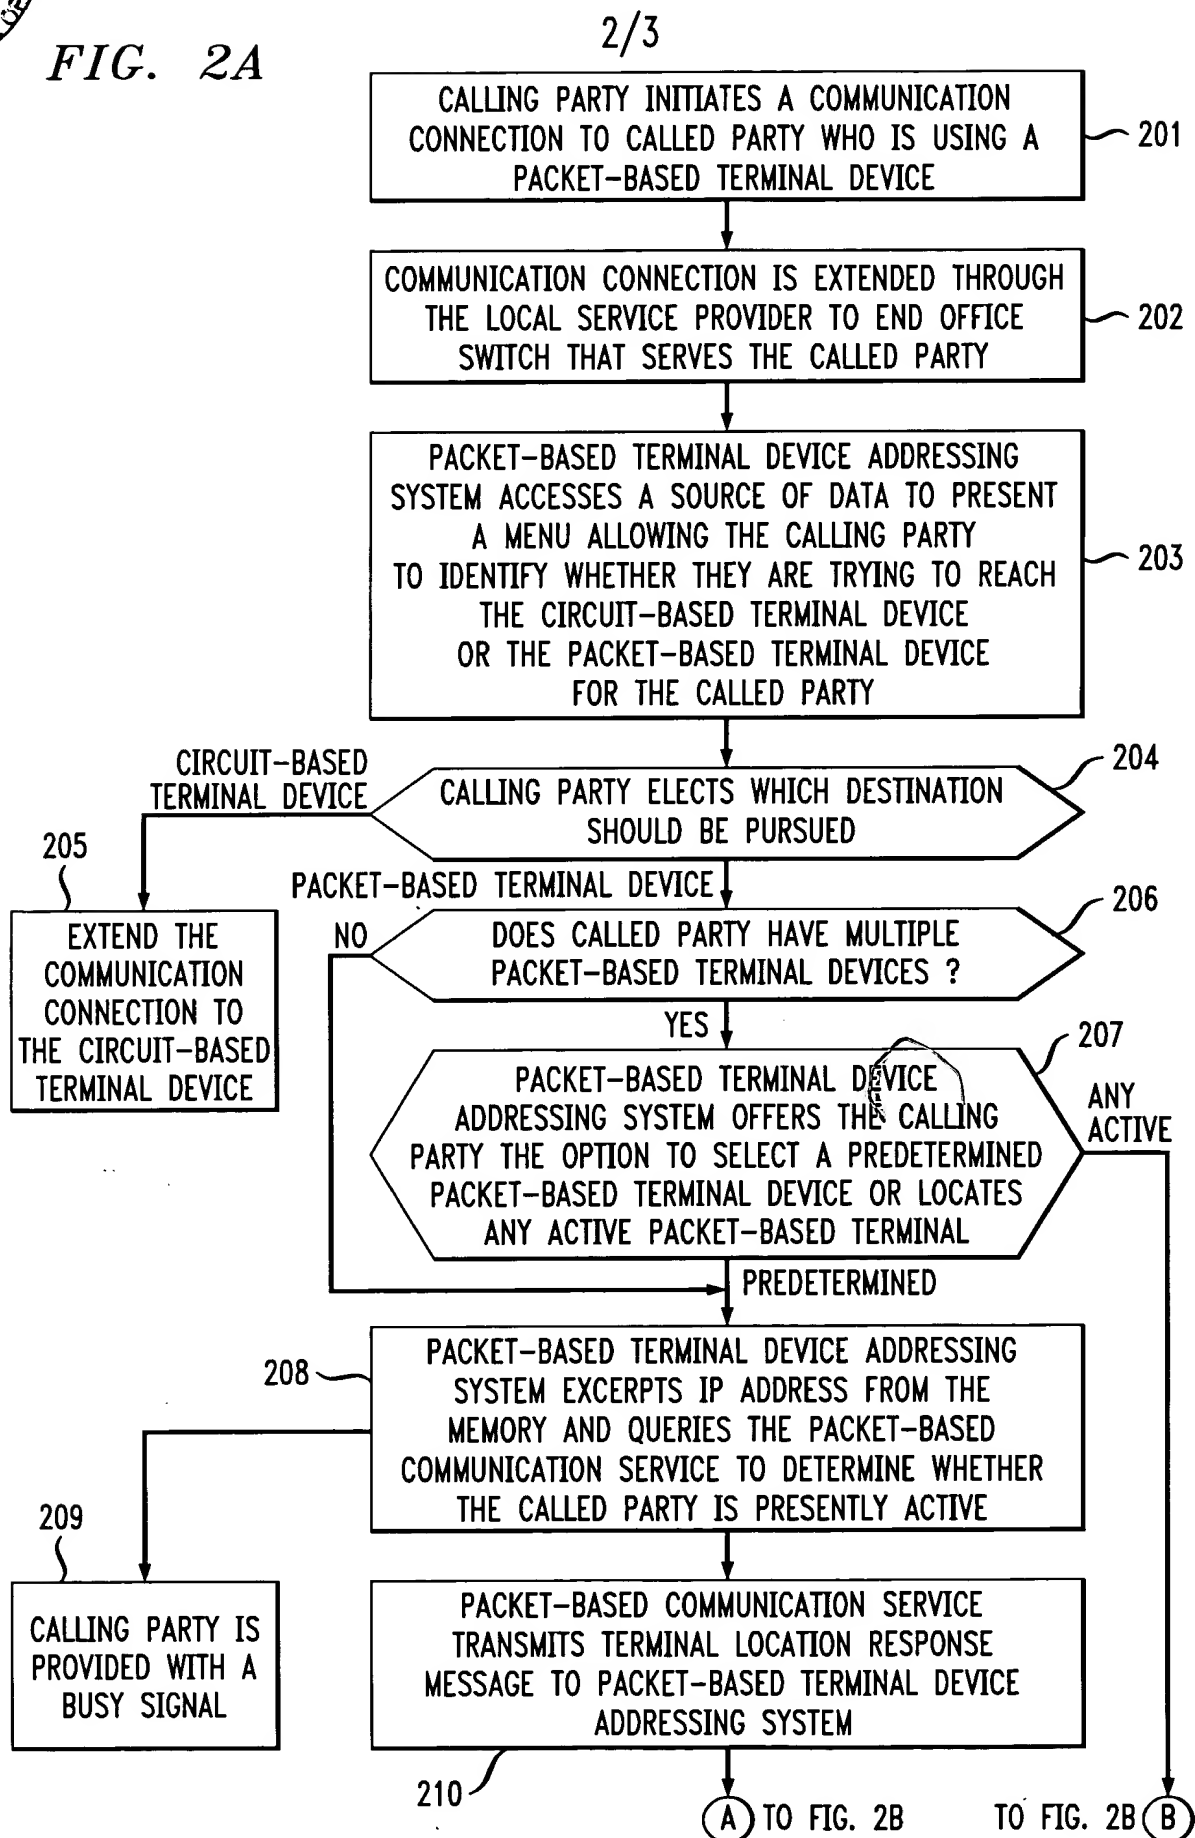 2/3
FIG. 2A
CALLING PARTY INITIATES A COMMUNICATION
CONNECTION TO CALLED PARTY WHO IS USING A
PACKET-BASED TERMINAL DEVICE
201
COMMUNICATION CONNECTION IS EXTENDED THROUGH
THE LOCAL SERVICE PROVIDER TO END OFFICE
SWITCH THAT SERVES THE CALLED PARTY
202
PACKET-BASED TERMINAL DEVICE ADDRESSING
SYSTEM ACCESSES A SOURCE OF DATA TO PRESENT
A MENU ALLOWING THE CALLING PARTY
TO IDENTIFY WHETHER THEY ARE TRYING TO REACH
THE CIRCUIT-BASED TERMINAL DEVICE
OR THE PACKET-BASED TERMINAL DEVICE
FOR THE CALLED PARTY
203
CIRCUIT-BASED
TERMINAL DEVICE
CALLING PARTY ELECTS WHICH DESTINATION
SHOULD BE PURSUED
204
205
EXTEND THE
COMMUNICATION
CONNECTION TO
THE CIRCUIT-BASED
TERMINAL DEVICE
PACKET-BASED TERMINAL DEVICE
NO
DOES CALLED PARTY HAVE MULTIPLE
PACKET-BASED TERMINAL DEVICES ?
206
YES
PACKET-BASED TERMINAL DEVICE
ADDRESSING SYSTEM OFFERS THE CALLING
PARTY THE OPTION TO SELECT A PREDETERMINED
PACKET-BASED TERMINAL DEVICE OR LOCATES
ANY ACTIVE PACKET-BASED TERMINAL
207
ANY
ACTIVE
PREDETERMINED
208
PACKET-BASED TERMINAL DEVICE ADDRESSING
SYSTEM EXCERPTS IP ADDRESS FROM THE
MEMORY AND QUERIES THE PACKET-BASED
COMMUNICATION SERVICE TO DETERMINE WHETHER
THE CALLED PARTY IS PRESENTLY ACTIVE
209
CALLING PARTY IS
PROVIDED WITH A
BUSY SIGNAL
PACKET-BASED COMMUNICATION SERVICE
TRANSMITS TERMINAL LOCATION RESPONSE
MESSAGE TO PACKET-BASED TERMINAL DEVICE
ADDRESSING SYSTEM
210
A TO FIG. 2B
TO FIG. 2B B